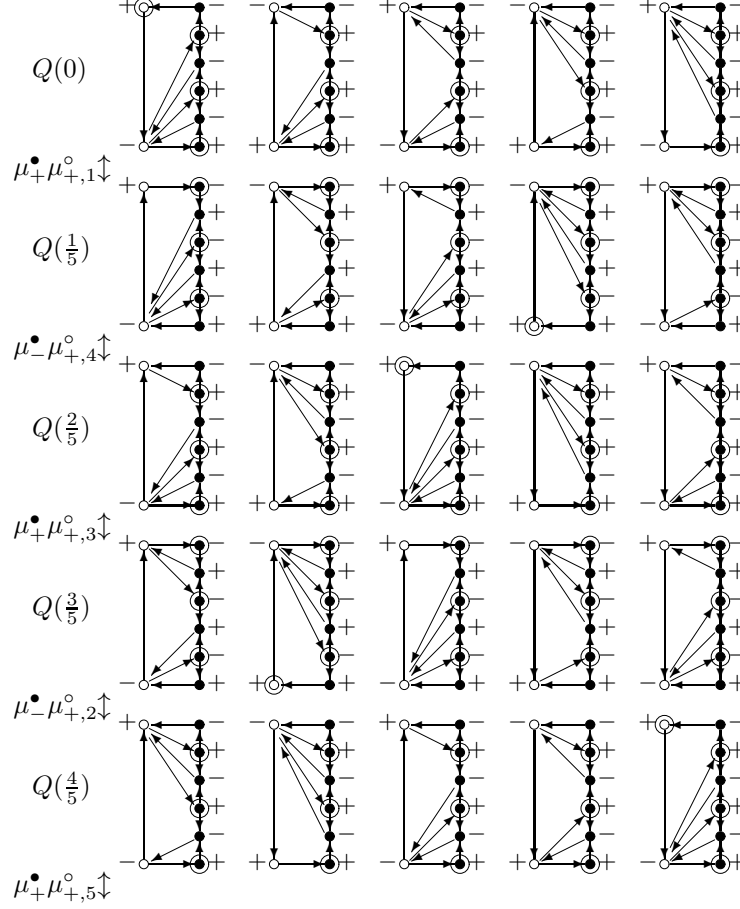 + − − − + − − − + −
+ + + + +
− − − − −
Q(0)
+ + + + +
− − − − −
− + + + − + + + − +
μ₊^● μ^○_{+,1} ↕
+ − − − + − − − + −
+ + + + +
− − − − −
Q(1/5)
+ + + + +
− − − − −
− + + + − + + + − +
μ₋^● μ^○_{+,4} ↕
+ − − − + − − − + −
+ + + + +
− − − − −
Q(2/5)
+ + + + +
− − − − −
− + + + − + + + − +
μ₊^● μ^○_{+,3} ↕
+ − − − + − − − + −
+ + + + +
− − − − −
Q(3/5)
+ + + + +
− − − − −
− + + + − + + + − +
μ₋^● μ^○_{+,2} ↕
+ − − − + − − − + −
+ + + + +
− − − − −
Q(4/5)
+ + + + +
− − − − −
− + + + − + + + − +
μ₊^● μ^○_{+,5} ↕